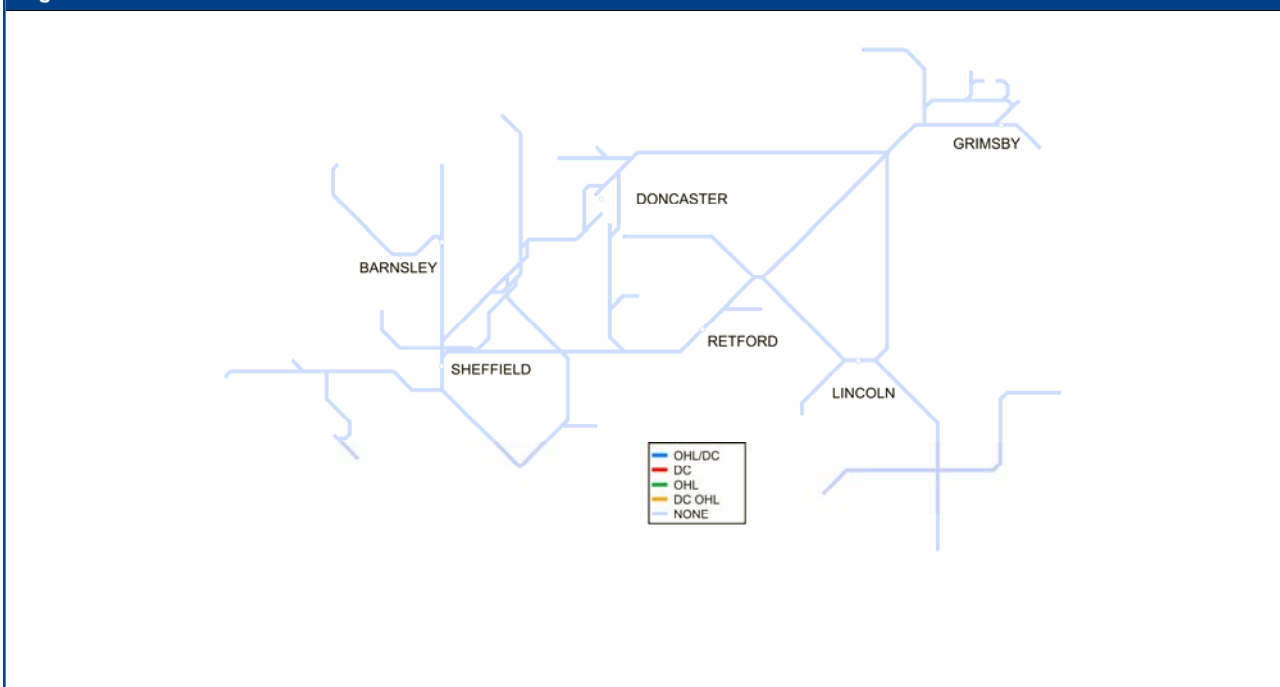 GRIMSBY
DONCASTER
BARNSLEY
RETFORD
SHEFFIELD
LINCOLN
OHL/DC
DC
OHL
DC OHL
NONE